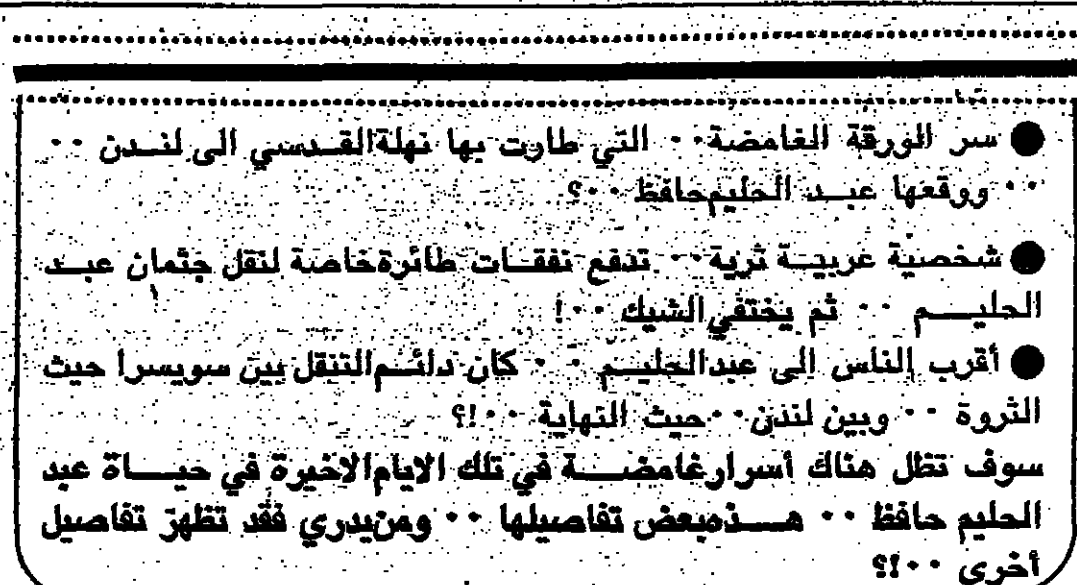 ● سر الورقة الغامضة ·· التي طارت بها نهلة القدسي الى لندن ··
·· ووقعها عبد الحليم حافظ ··؟
● شخصية عربية ثرية ·· تدفع نفقات طائرة خاصة لنقل جثمان عبد
الحليم ·· ثم يختفي الشيك ··!
● أقرب الناس الى عبد الحليم ·· كان دائم التنقل بين سويسرا حيث
الثروة ·· وبين لندن ·· حيث النهاية ··!؟
سوف تظل هناك أسرار غامضة في تلك الايام الاخيرة في حياة عبد
الحليم حافظ ·· هذه بعض تفاصيلها ·· ومن يدري فقد تظهر تفاصيل
أخرى ··!؟